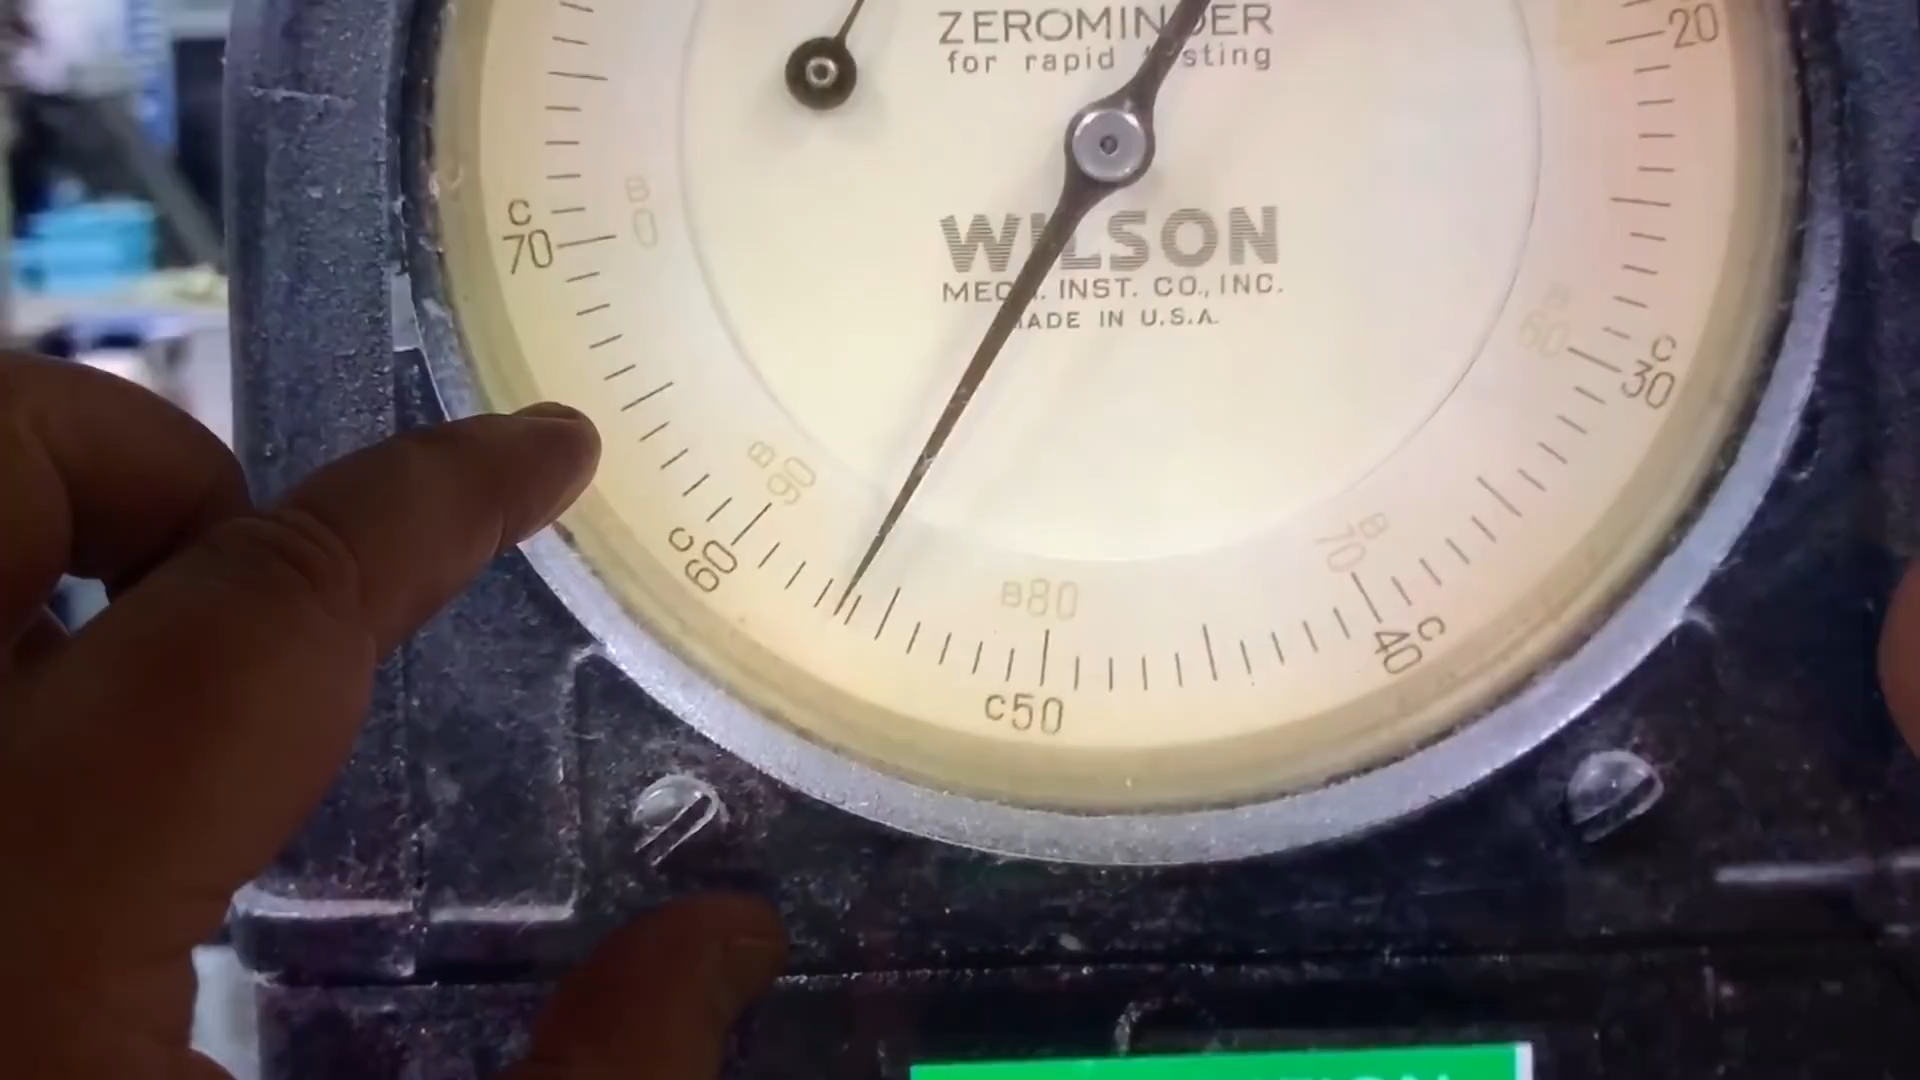 ZEROMINDER
for rapid testing
20
C
70
B
0
WILSON
MECH. INST. CO., INC.
MADE IN U.S.A.
B
60
C
30
B
90
C
60
B80
B
70
C
40
C50